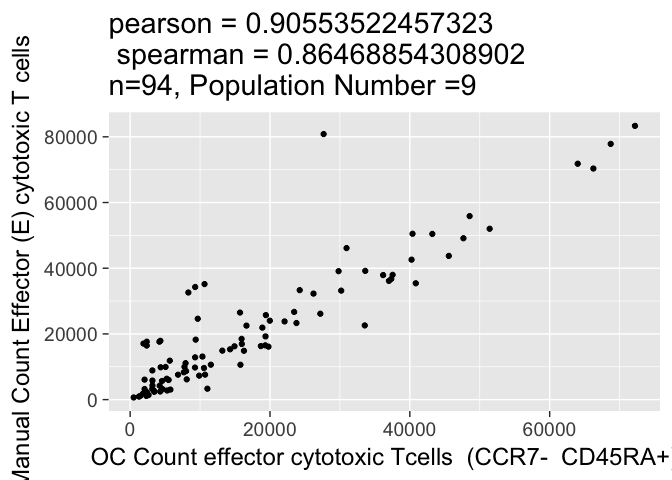 pearson = 0.90553522457323
spearman = 0.86468854308902
n=94, Population Number =9
Manual Count Effector (E) cytotoxic T cells
80000
60000
40000
20000
0
0
20000
40000
60000
OC Count effector cytotoxic Tcells (CCR7- CD45RA+